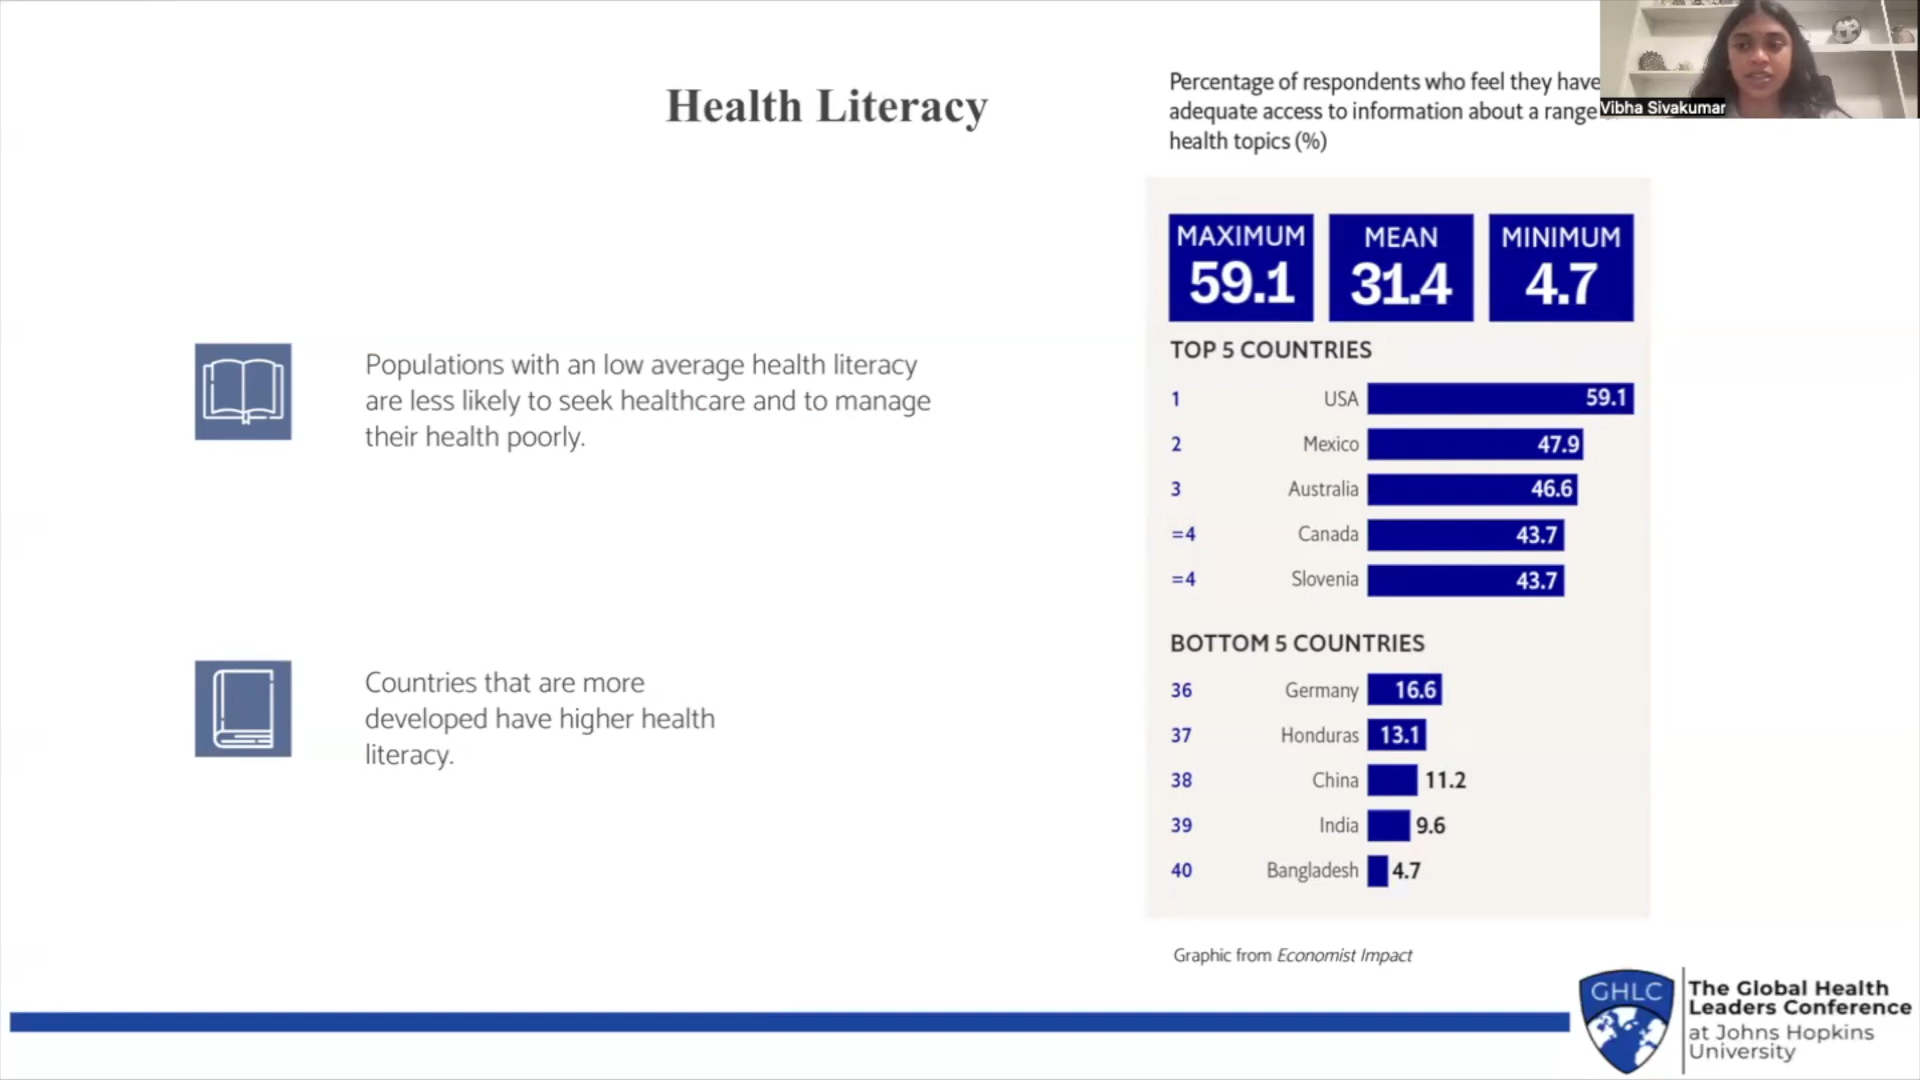 Health Literacy
Populations with an low average health literacy
are less likely to seek healthcare and to manage
their health poorly.
Countries that are more
developed have higher health
literacy.
Percentage of respondents who feel they have
adequate access to information about a range
health topics (%)
MAXIMUM
59.1
MEAN
31.4
MINIMUM
4.7
TOP 5 COUNTRIES
1 USA 59.1
2 Mexico 47.9
3 Australia 46.6
=4 Canada 43.7
=4 Slovenia 43.7
BOTTOM 5 COUNTRIES
36 Germany 16.6
37 Honduras 13.1
38 China 11.2
39 India 9.6
40 Bangladesh 4.7
Graphic from Economist Impact
Vibha Sivakumar
GHLC
The Global Health
Leaders Conference
at Johns Hopkins
University